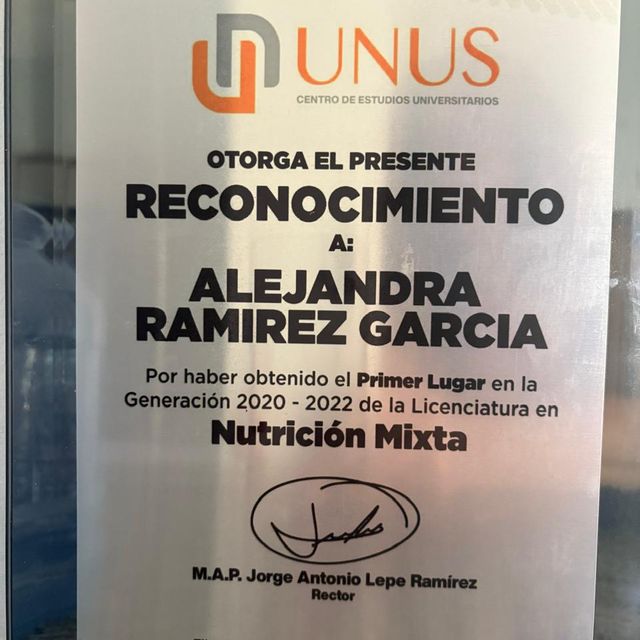 UNUS
CENTRO DE ESTUDIOS UNIVERSITARIOS
OTORGA EL PRESENTE
RECONOCIMIENTO
A:
ALEJANDRA
RAMIREZ GARCIA
Por haber obtenido el Primer Lugar en la
Generación 2020 - 2022 de la Licenciatura en
Nutrición Mixta
M.A.P. Jorge Antonio Lepe Ramírez
Rector